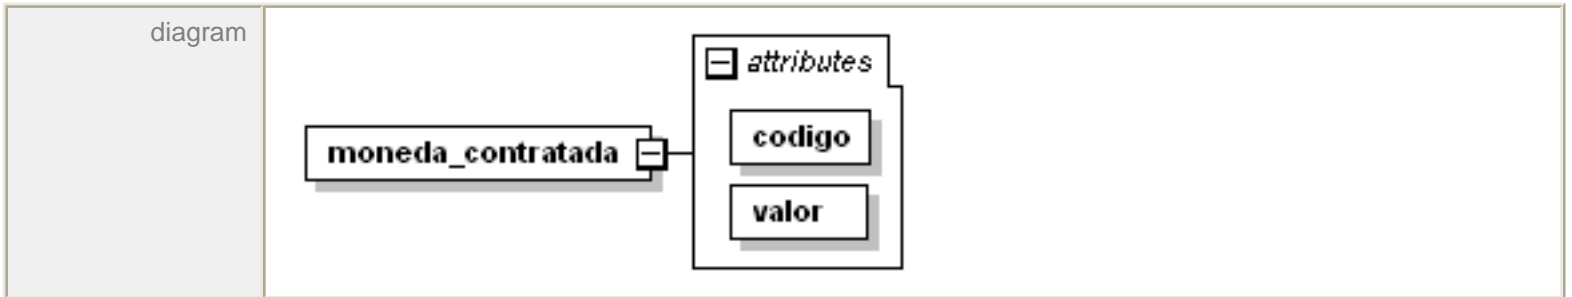 diagram
attributes
moneda_contratada
codigo
valor